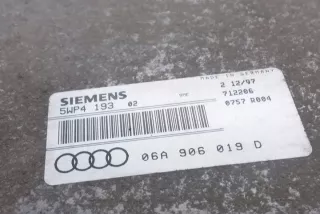 MADE IN GERMANY
SIEMENS
2 12/97
5WP4 193 02
712206
0757 R004
06A 906 019 D